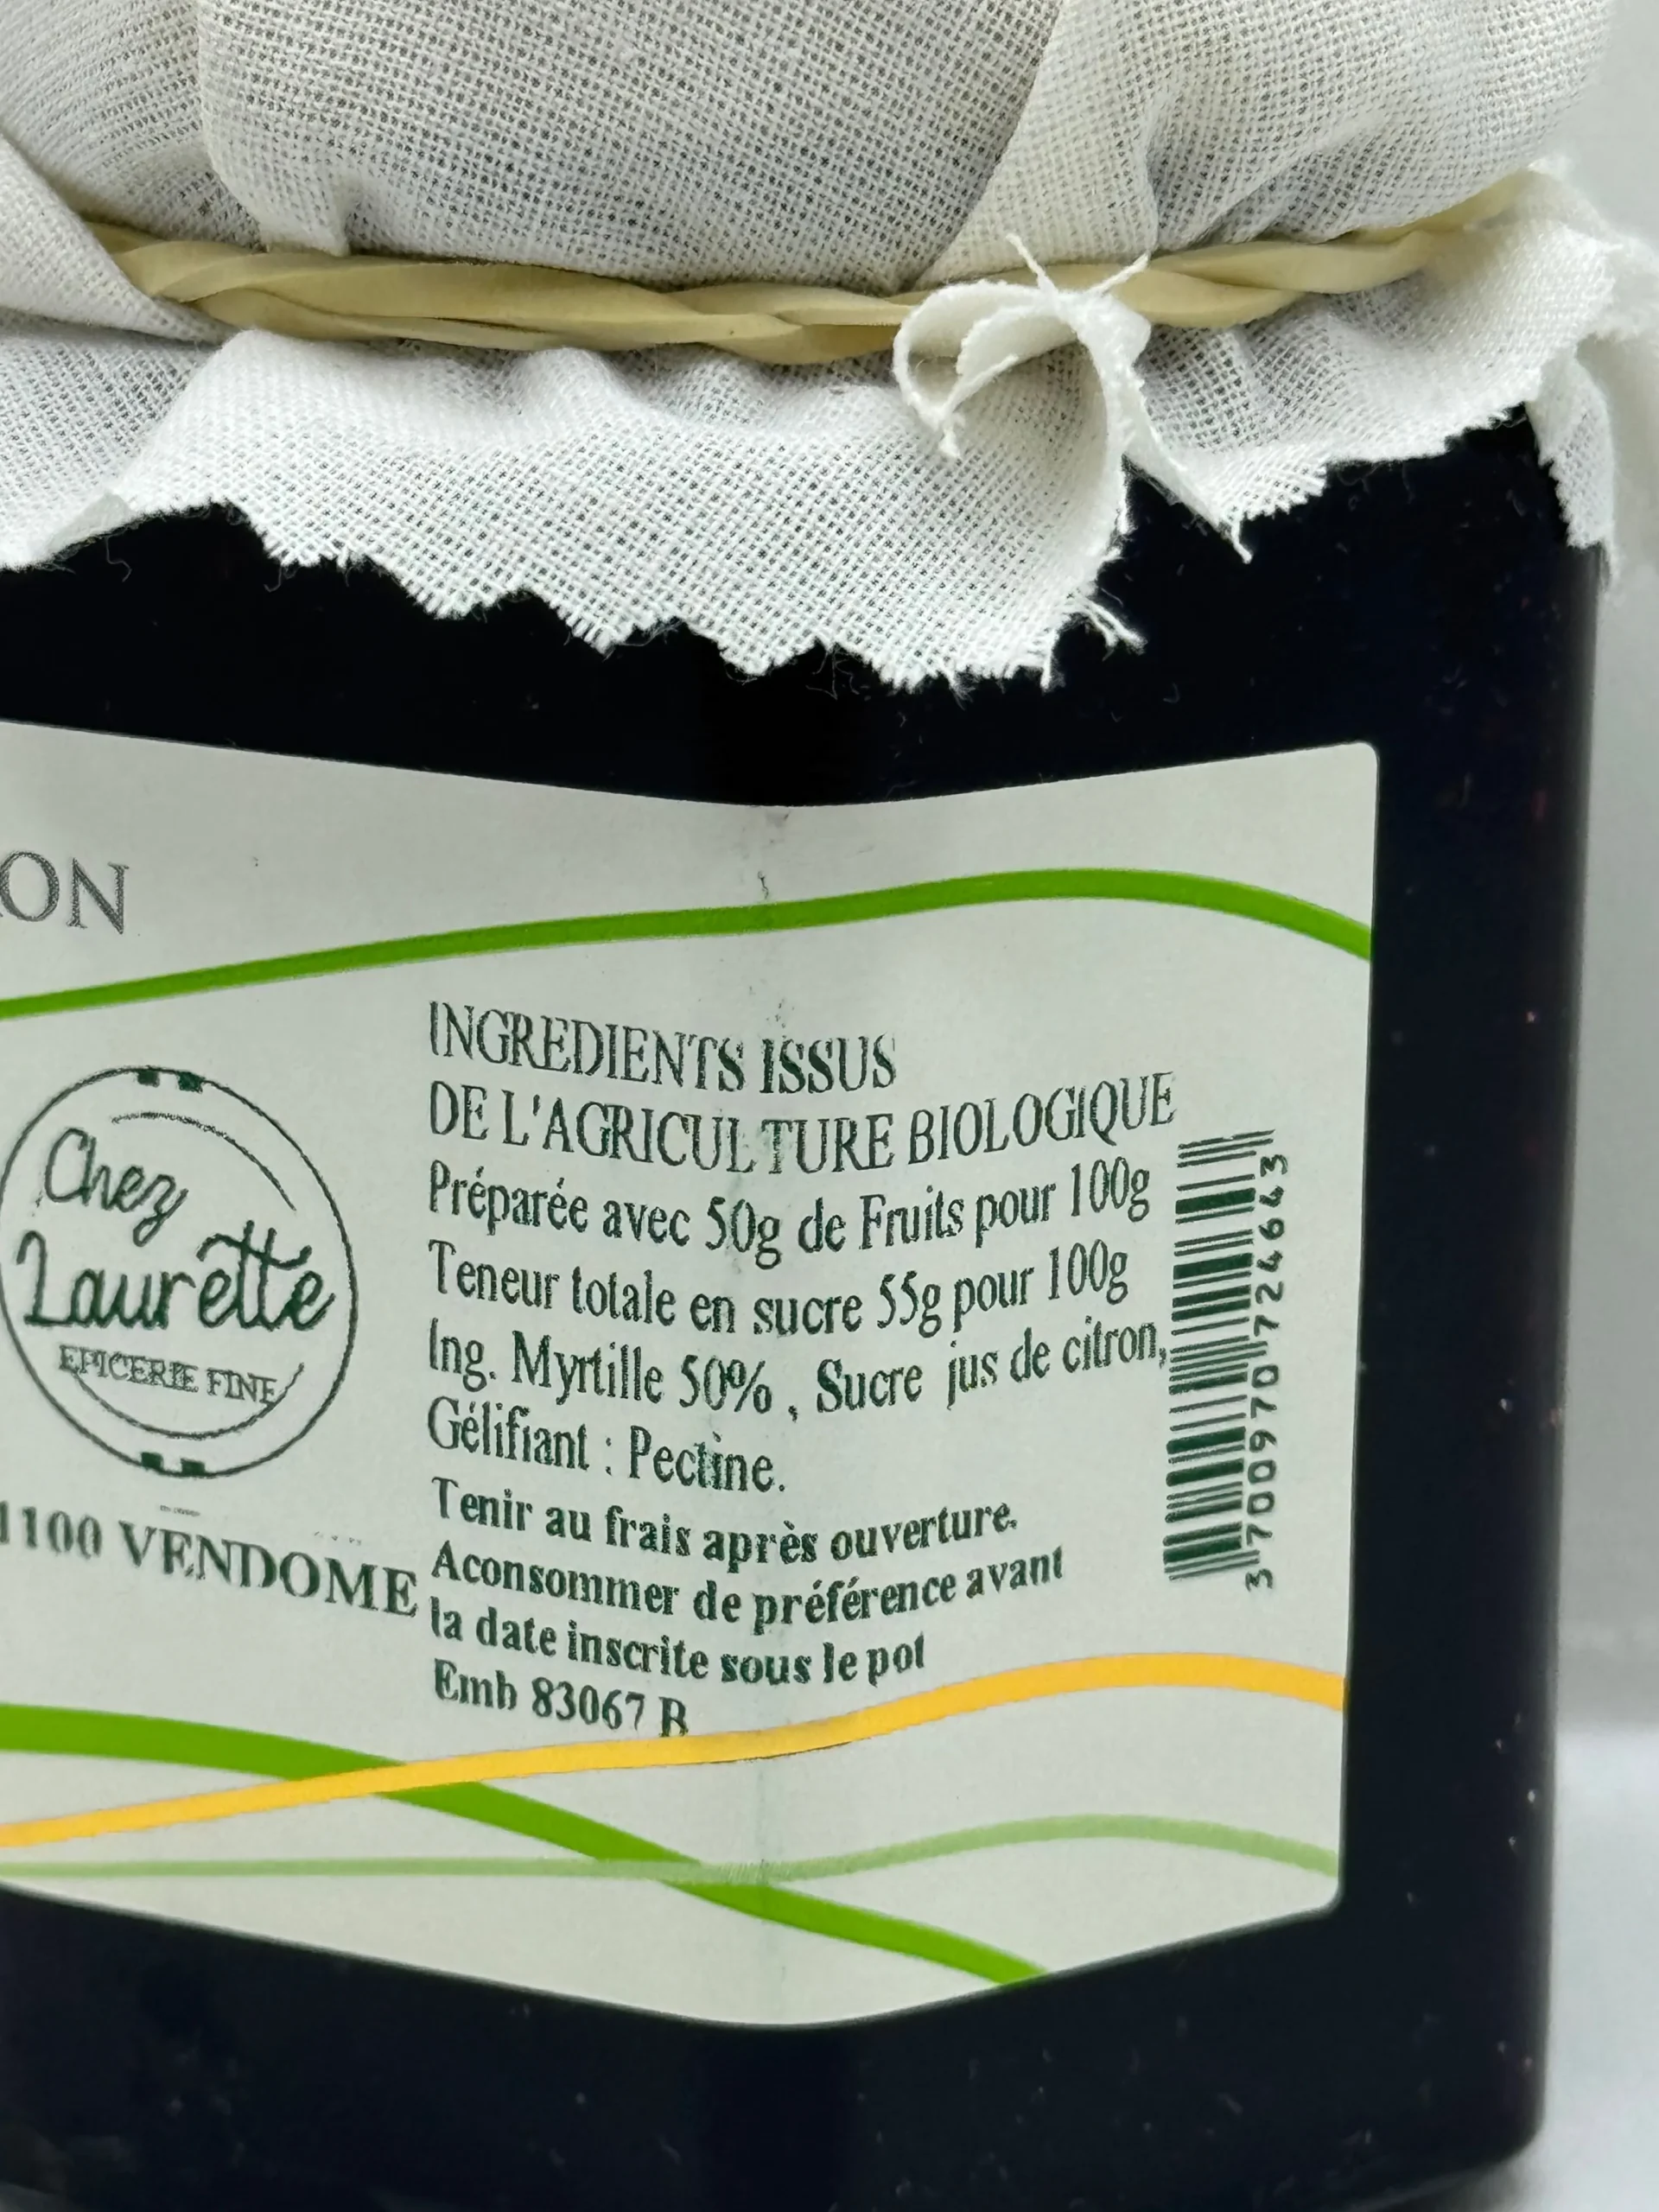 ON
Chez
Laurette
EPICERIE FINE
1100 VENDOME
INGREDIENTS ISSUS
DE L'AGRICULTURE BIOLOGIQUE
Préparée avec 50g de Fruits pour 100g
Teneur totale en sucre 55g pour 100g
Ing. Myrtille 50% , Sucre jus de citron,
Gélifiant : Pectine.
Tenir au frais après ouverture.
Aconsommer de préférence avant
la date inscrite sous le pot
Emb 83067 B
3700970724643